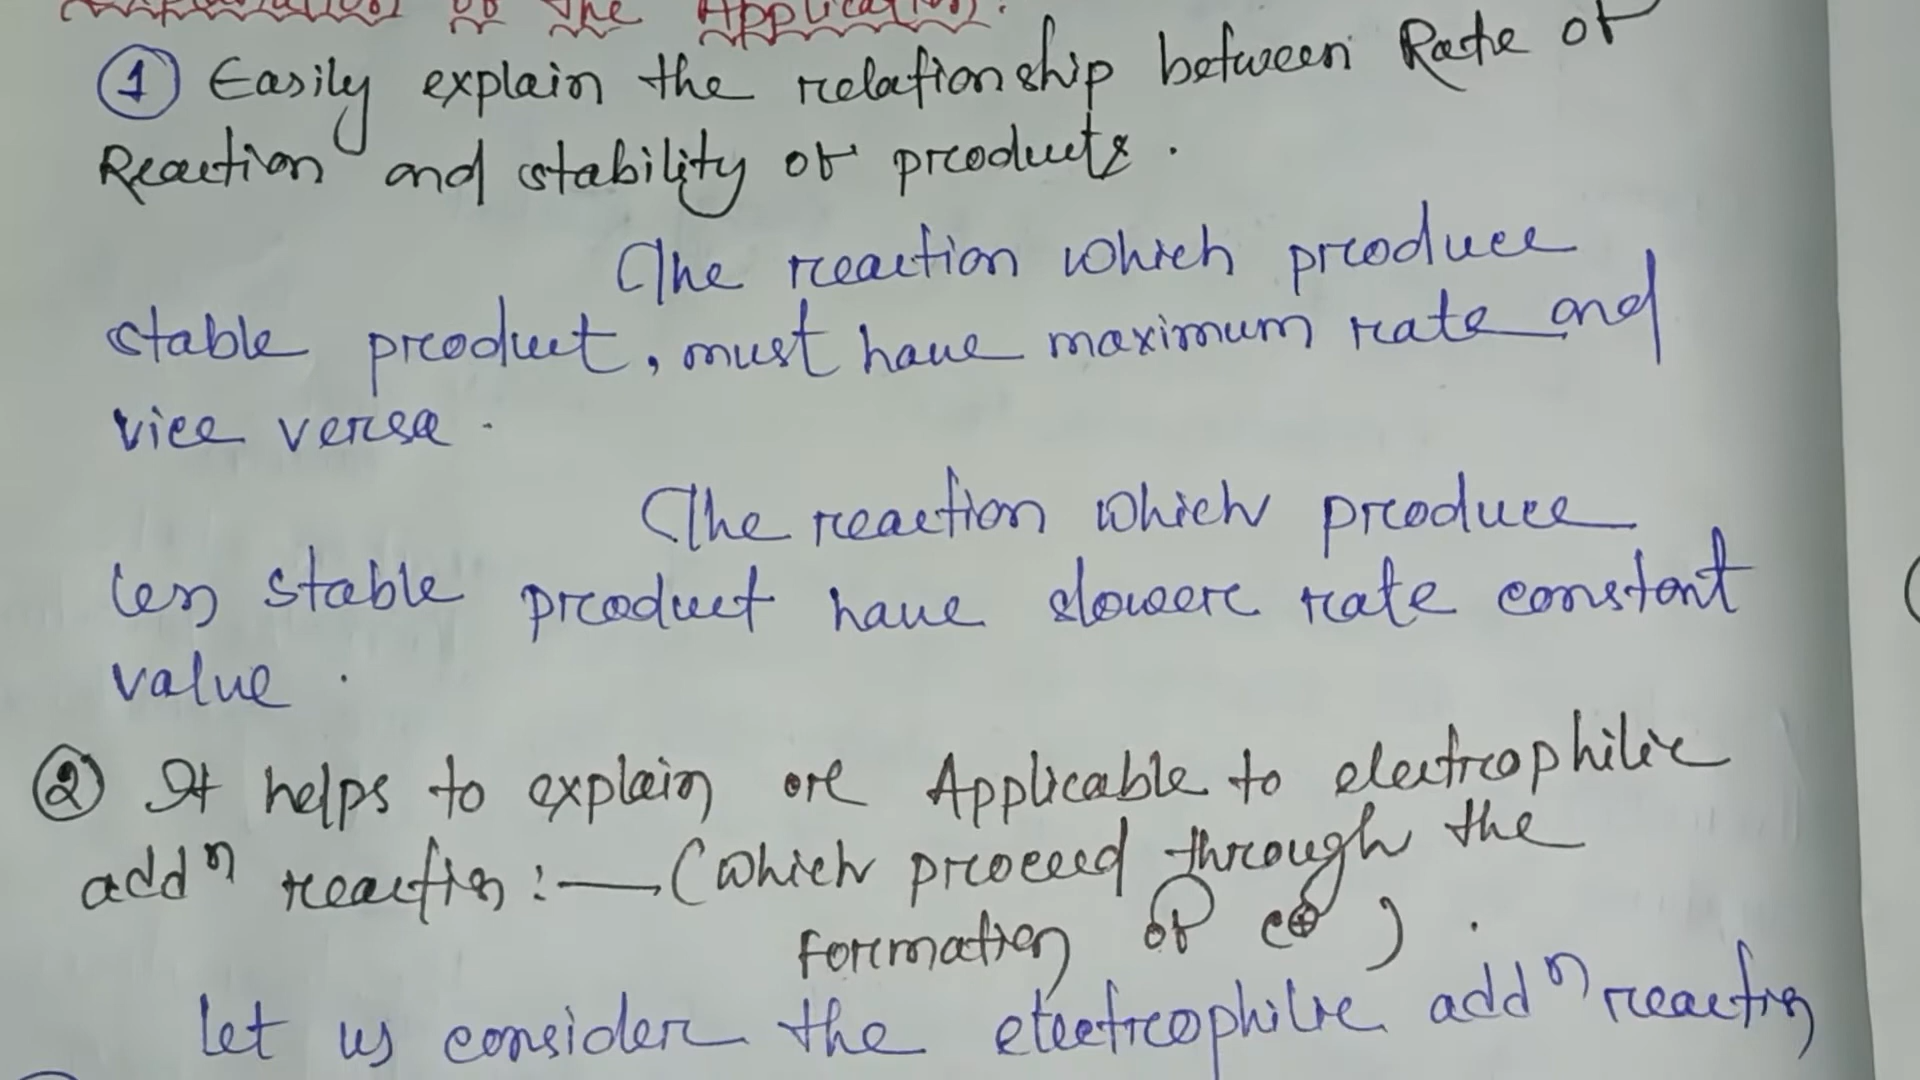 of the Application:
① Easily explain the relationship between Rate of
Reaction and stability of products.
The reaction which produce
stable product, must have maximum rate and
vice versa.
The reaction which produce
less stable product have slower rate constant
value.
② It helps to explain or Applicable to electrophilic
addⁿ reaction :— (which proceed through the
formation of c⊕).
let us consider the electrophilic addⁿ reaction